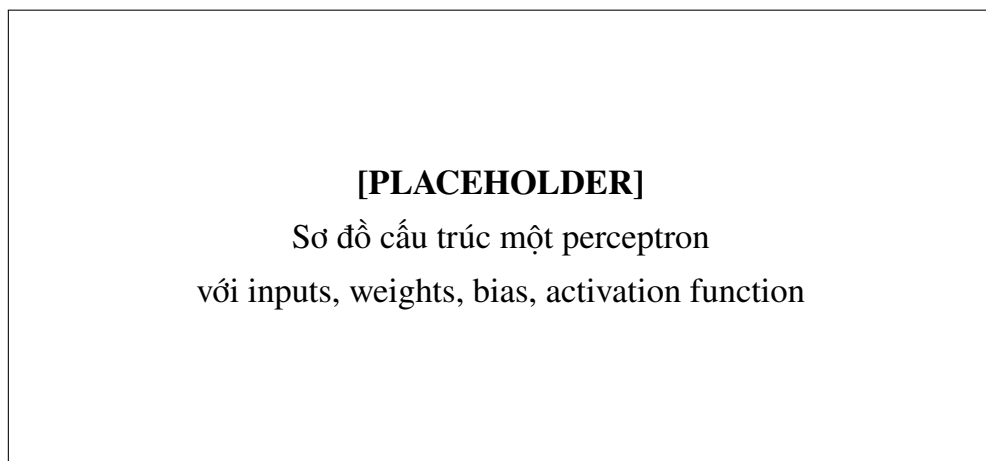 [PLACEHOLDER]
Sơ đồ cấu trúc một perceptron
với inputs, weights, bias, activation function